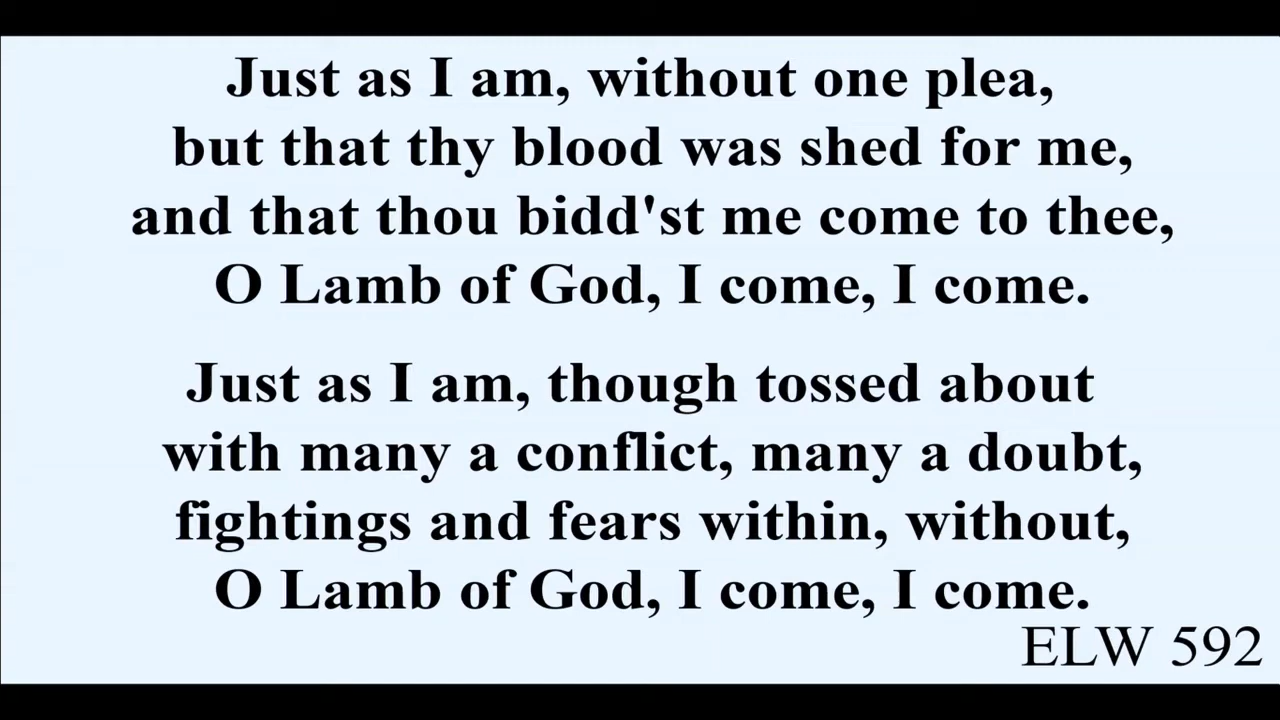 Just as I am, without one plea,
but that thy blood was shed for me,
and that thou bidd'st me come to thee,
O Lamb of God, I come, I come.
Just as I am, though tossed about
with many a conflict, many a doubt,
fightings and fears within, without,
O Lamb of God, I come, I come.
ELW 592